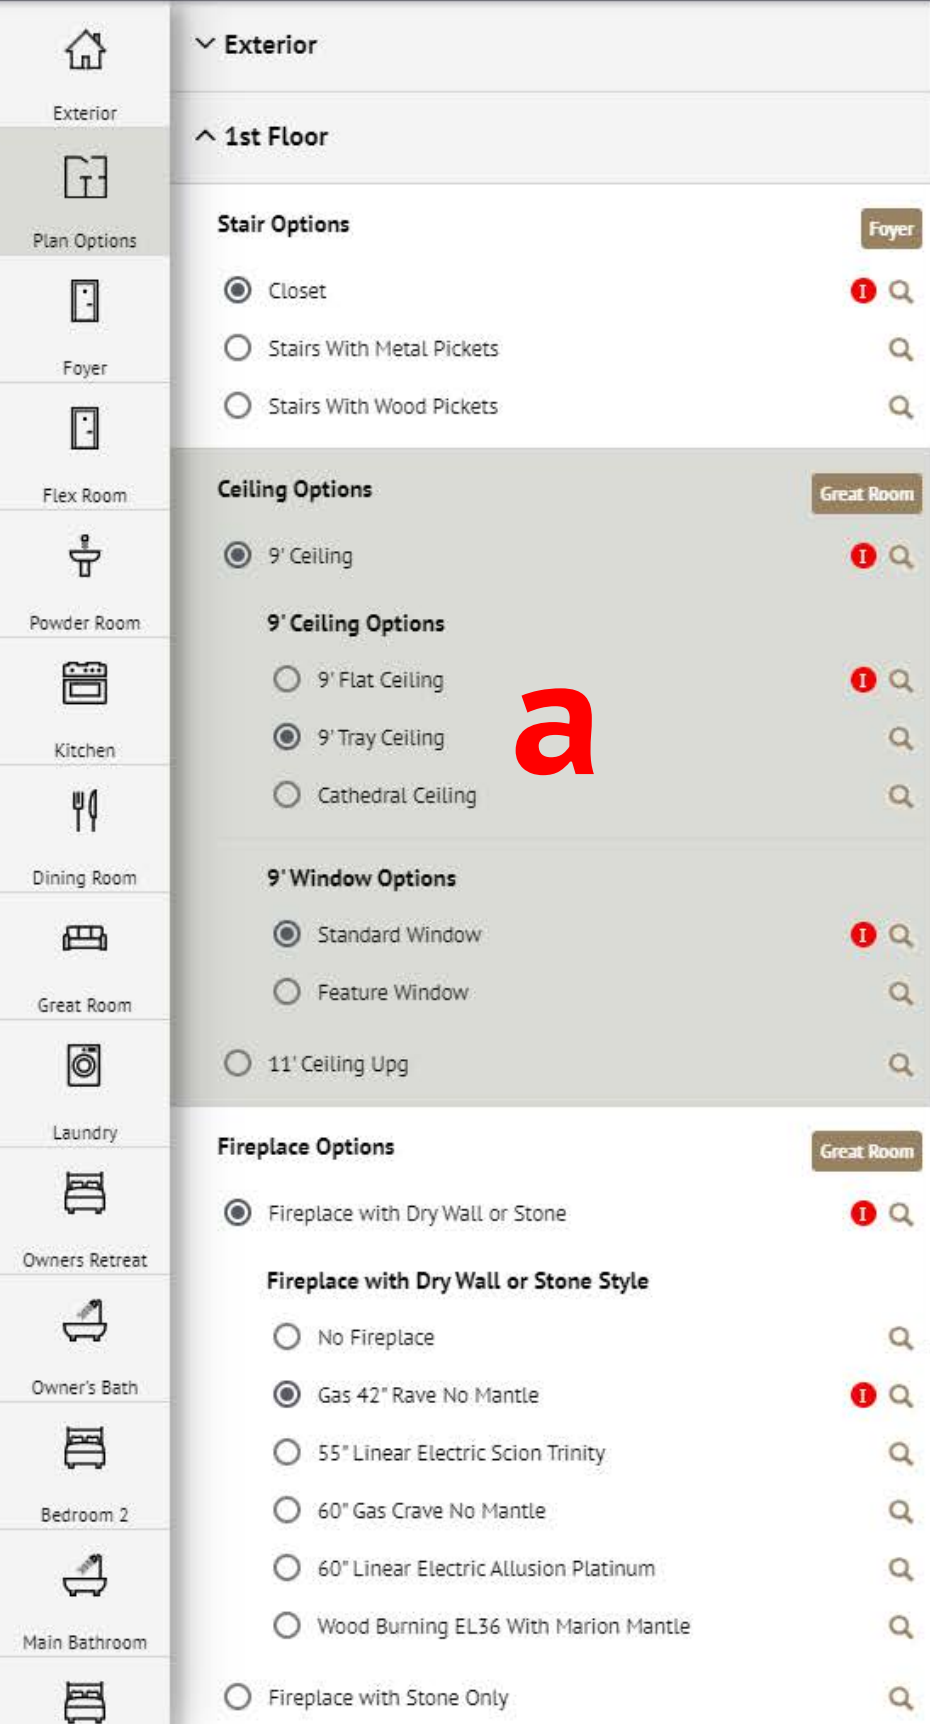 Exterior
Plan Options
Foyer
Flex Room
Powder Room
Kitchen
Dining Room
Great Room
Laundry
Owners Retreat
Owner's Bath
Bedroom 2
Main Bathroom
Exterior
1st Floor
Stair Options
Foyer
Closet
I
Stairs With Metal Pickets
Stairs With Wood Pickets
Ceiling Options
Great Room
9' Ceiling
I
9' Ceiling Options
9' Flat Ceiling
I
9' Tray Ceiling
a
Cathedral Ceiling
9' Window Options
Standard Window
I
Feature Window
11' Ceiling Upg
Fireplace Options
Great Room
Fireplace with Dry Wall or Stone
I
Fireplace with Dry Wall or Stone Style
No Fireplace
Gas 42" Rave No Mantle
I
55" Linear Electric Scion Trinity
60" Gas Crave No Mantle
60" Linear Electric Allusion Platinum
Wood Burning EL36 With Marion Mantle
Fireplace with Stone Only